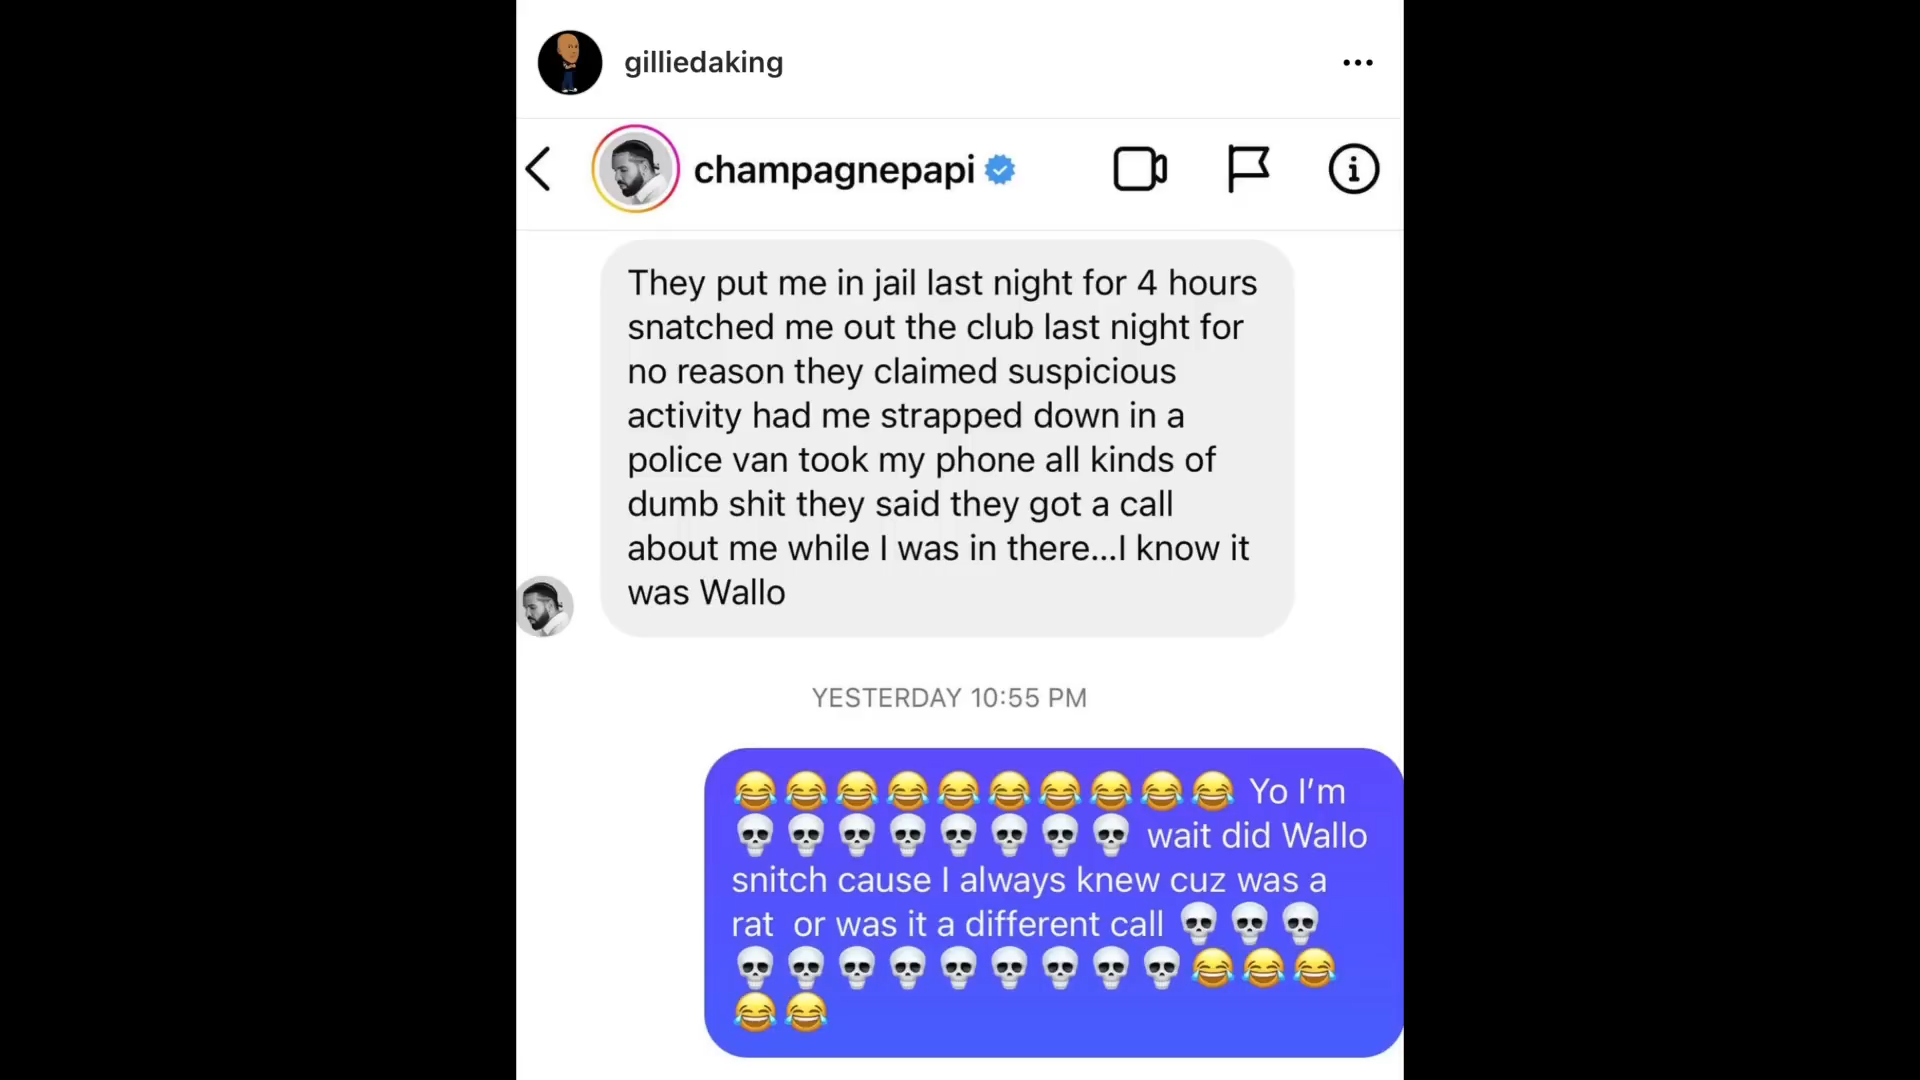 gilliedaking
champagnepapi
They put me in jail last night for 4 hours
snatched me out the club last night for
no reason they claimed suspicious
activity had me strapped down in a
police van took my phone all kinds of
dumb shit they said they got a call
about me while I was in there...I know it
was Wallo
YESTERDAY 10:55 PM
😂😂😂😂😂😂😂😂😂😂 Yo I’m
💀💀💀💀💀💀💀💀 wait did Wallo
snitch cause I always knew cuz was a
rat  or was it a different call 💀💀💀
💀💀💀💀💀💀💀💀💀😂😂😂
😂😂